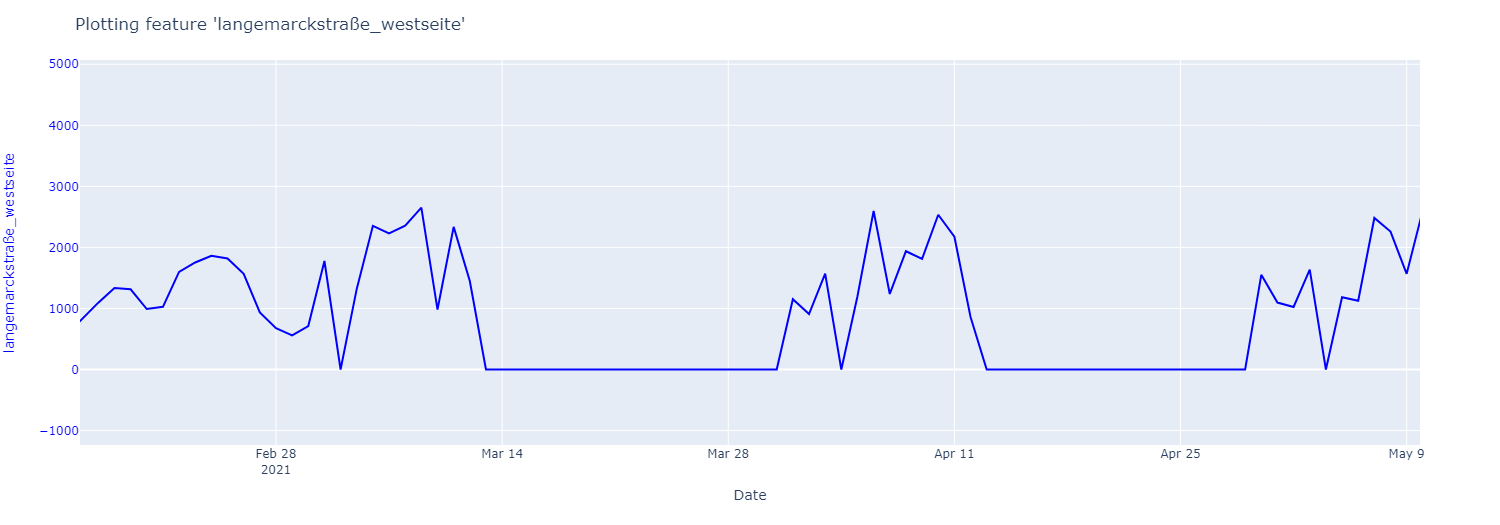 Plotting feature 'langemarckstraße_westseite'
langemarckstraße_westseite
5000
4000
3000
2000
1000
0
−1000
Feb 28
2021
Mar 14
Mar 28
Apr 11
Apr 25
May 9
Date